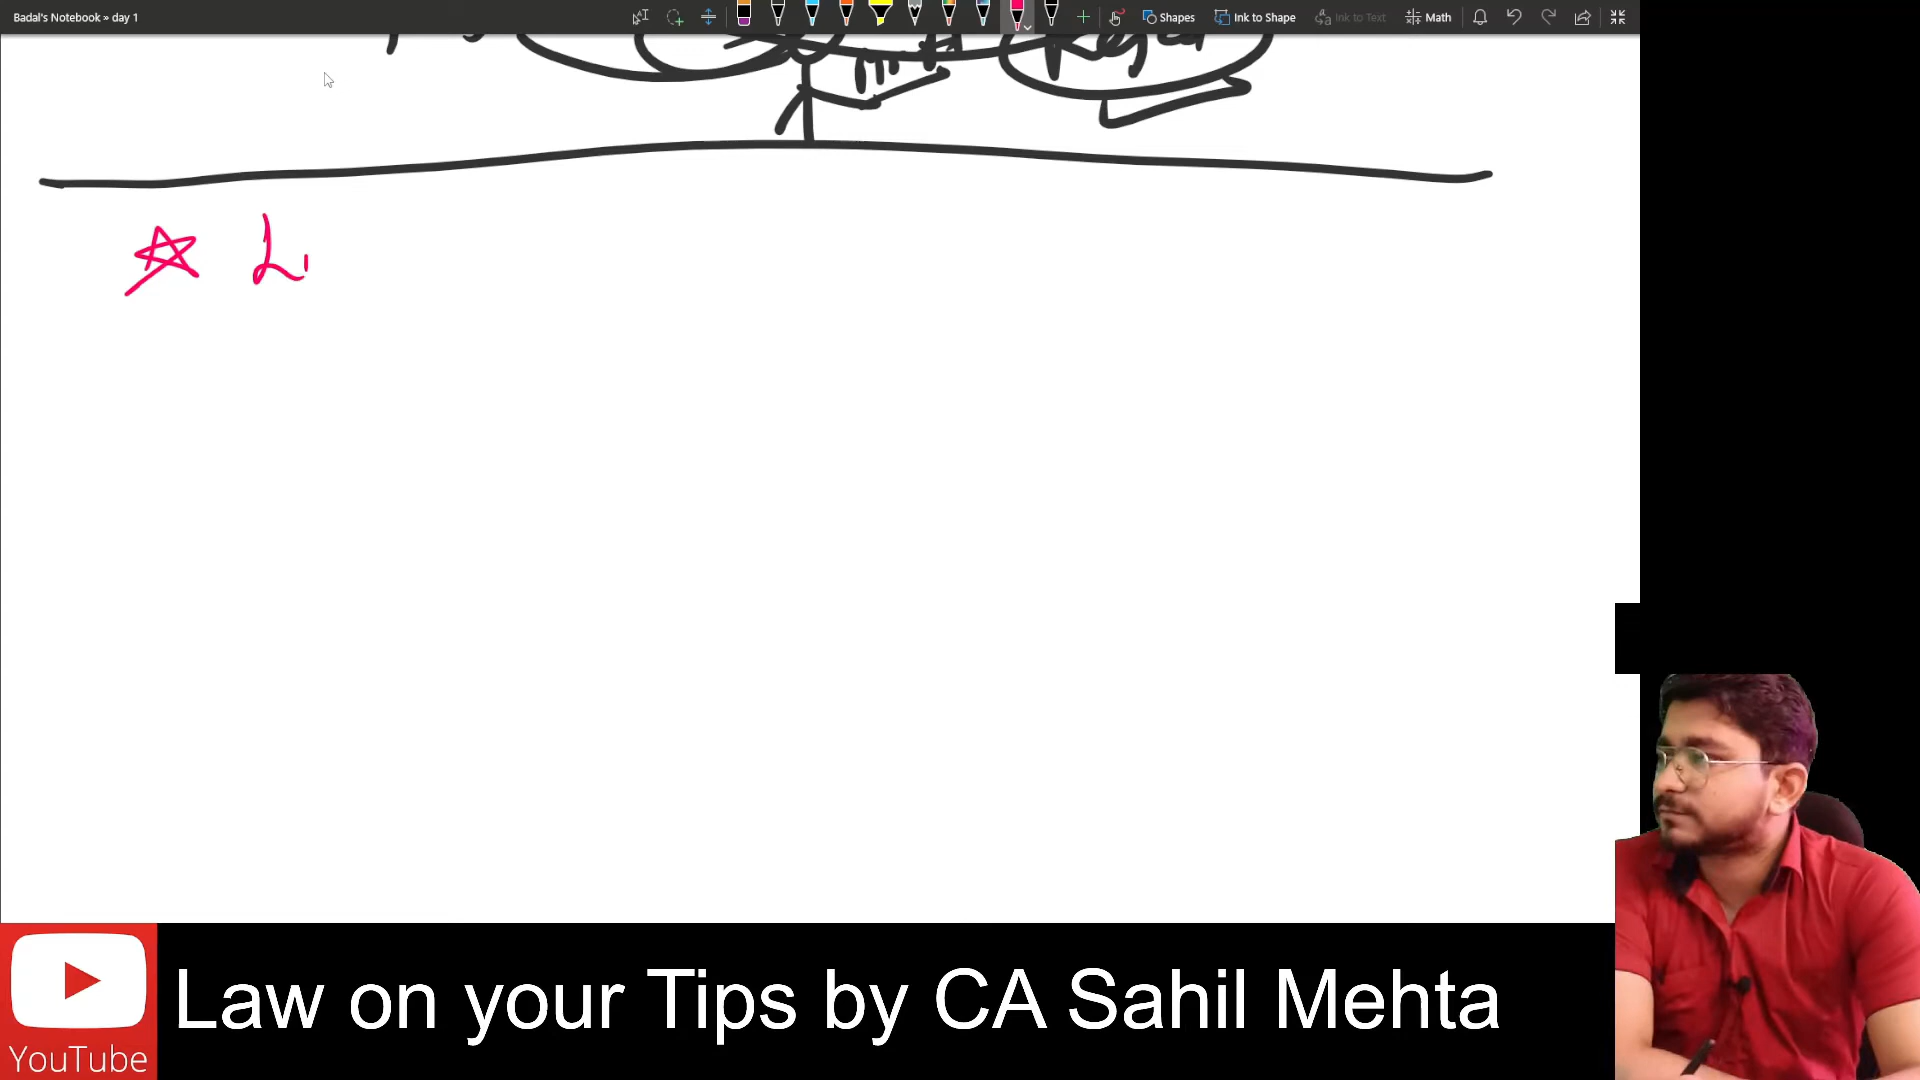 Badal's Notebook » day 1
Shapes
Ink to Shape
Ink to Text
Math
L
Law on your Tips by CA Sahil Mehta
YouTube